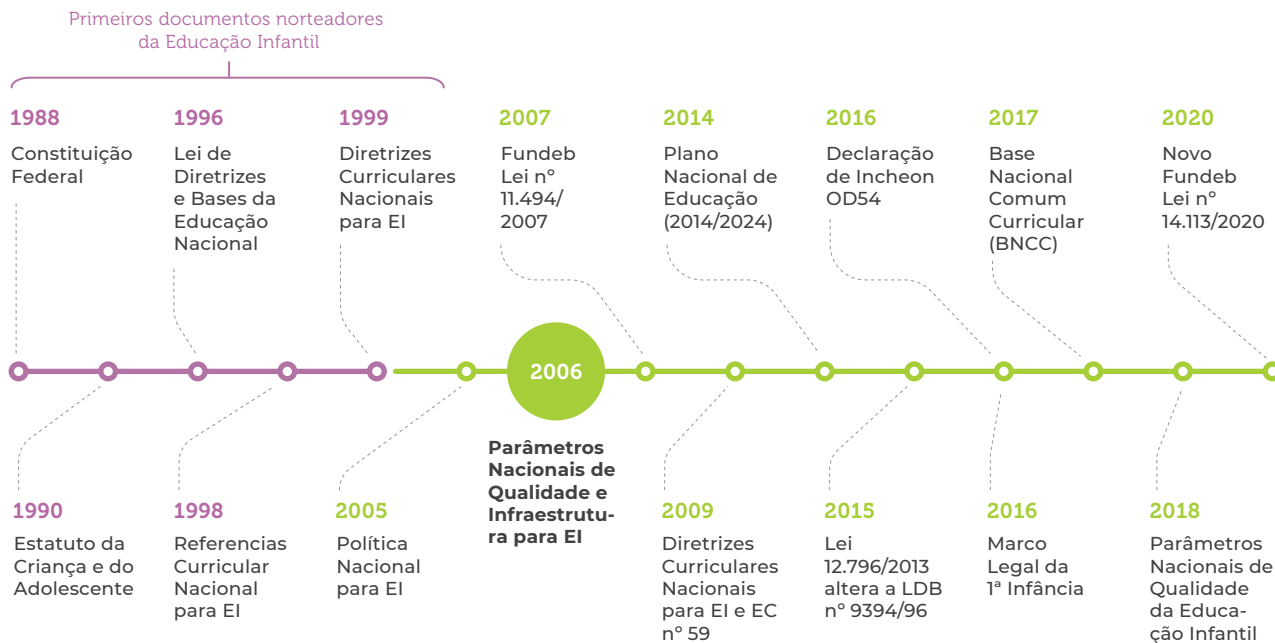 Primeiros documentos norteadores
da Educação Infantil
1988
Constituição
Federal
1996
Lei de
Diretrizes
e Bases da
Educação
Nacional
1999
Diretrizes
Curriculares
Nacionais
para EI
2007
Fundeb
Lei nº
11.494/
2007
2014
Plano
Nacional de
Educação
(2014/2024)
2016
Declaração
de Incheon
OD54
2017
Base
Nacional
Comum
Curricular
(BNCC)
2020
Novo
Fundeb
Lei nº
14.113/2020
2006
Parâmetros
Nacionais de
Qualidade e
Infraestrutu-
ra para EI
1990
Estatuto da
Criança e do
Adolescente
1998
Referencias
Curricular
Nacional
para EI
2005
Política
Nacional
para EI
2009
Diretrizes
Curriculares
Nacionais
para EI e EC
nº 59
2015
Lei
12.796/2013
altera a LDB
nº 9394/96
2016
Marco
Legal da
1ª Infância
2018
Parâmetros
Nacionais de
Qualidade
da Educa-
ção Infantil